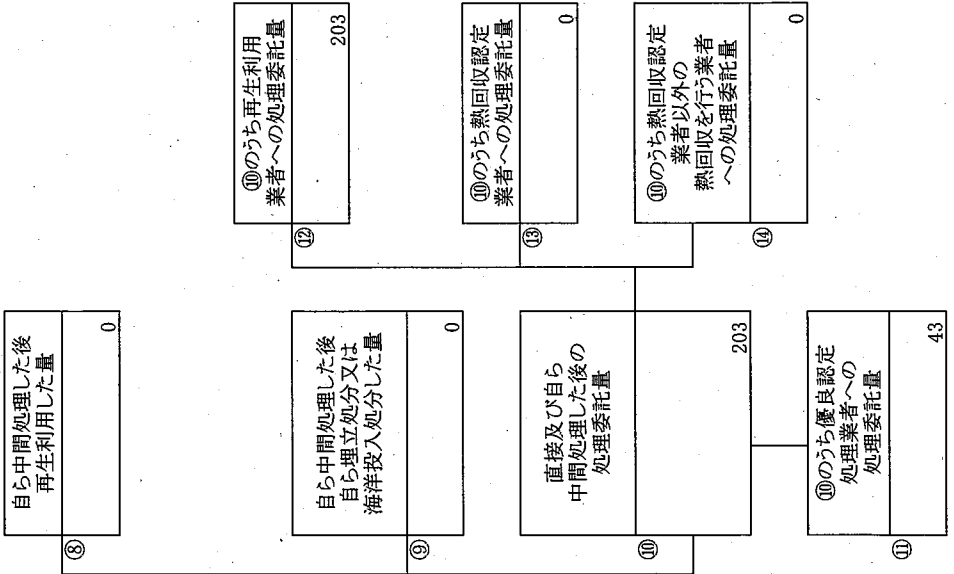 ⑧
自ら中間処理した後
再生利用した量
0
⑨
自ら中間処理した後
自ら埋立処分又は
海洋投入処分した量
0
⑩
直接及び自ら
中間処理した後の
処理委託量
203
⑪
⑩のうち優良認定
処理業者への
処理委託量
43
⑫
⑩のうち再生利用
業者への処理委託量
203
⑬
⑩のうち熱回収認定
業者への処理委託量
0
⑭
⑩のうち熱回収認定
業者以外の
熱回収を行う業者
への処理委託量
0